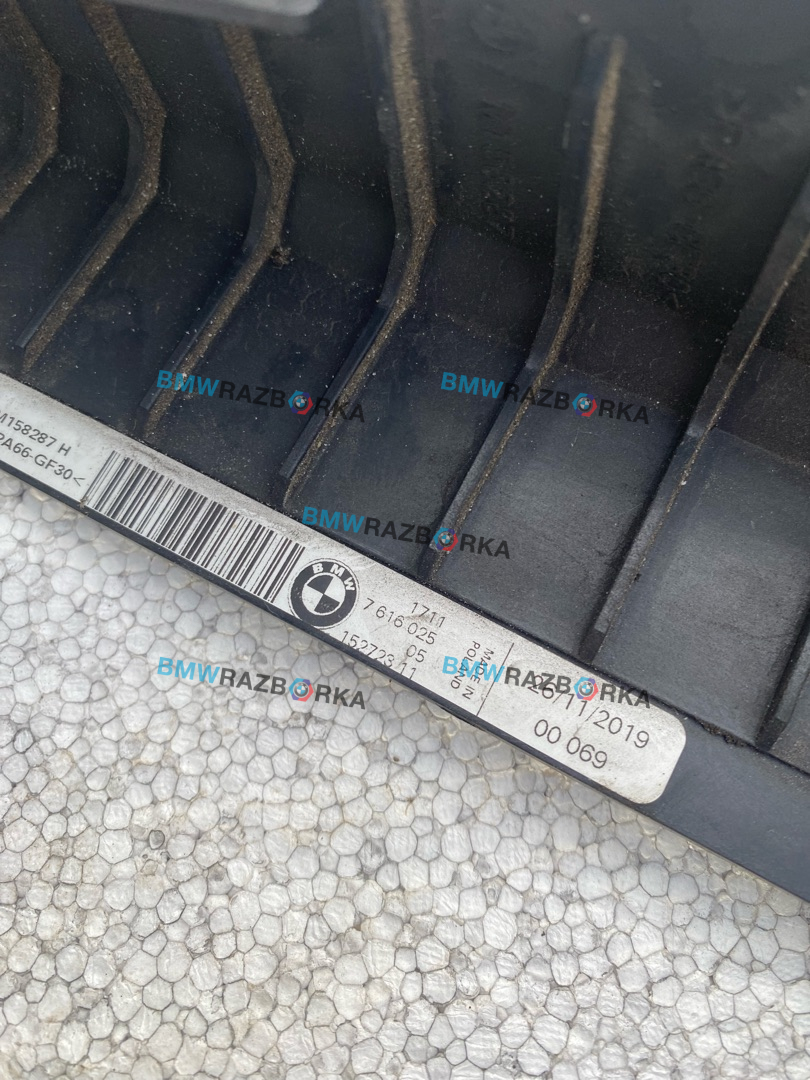 M158287 H
PA66-GF30<
BMW
1711
7 616 025
05
152723 11
MADE IN
POLAND
26/11/2019
00 069
BMWRAZBORKA
BMWRAZBORKA
BMWRAZBORKA
BMWRAZBORKA
BMWRAZBORKA